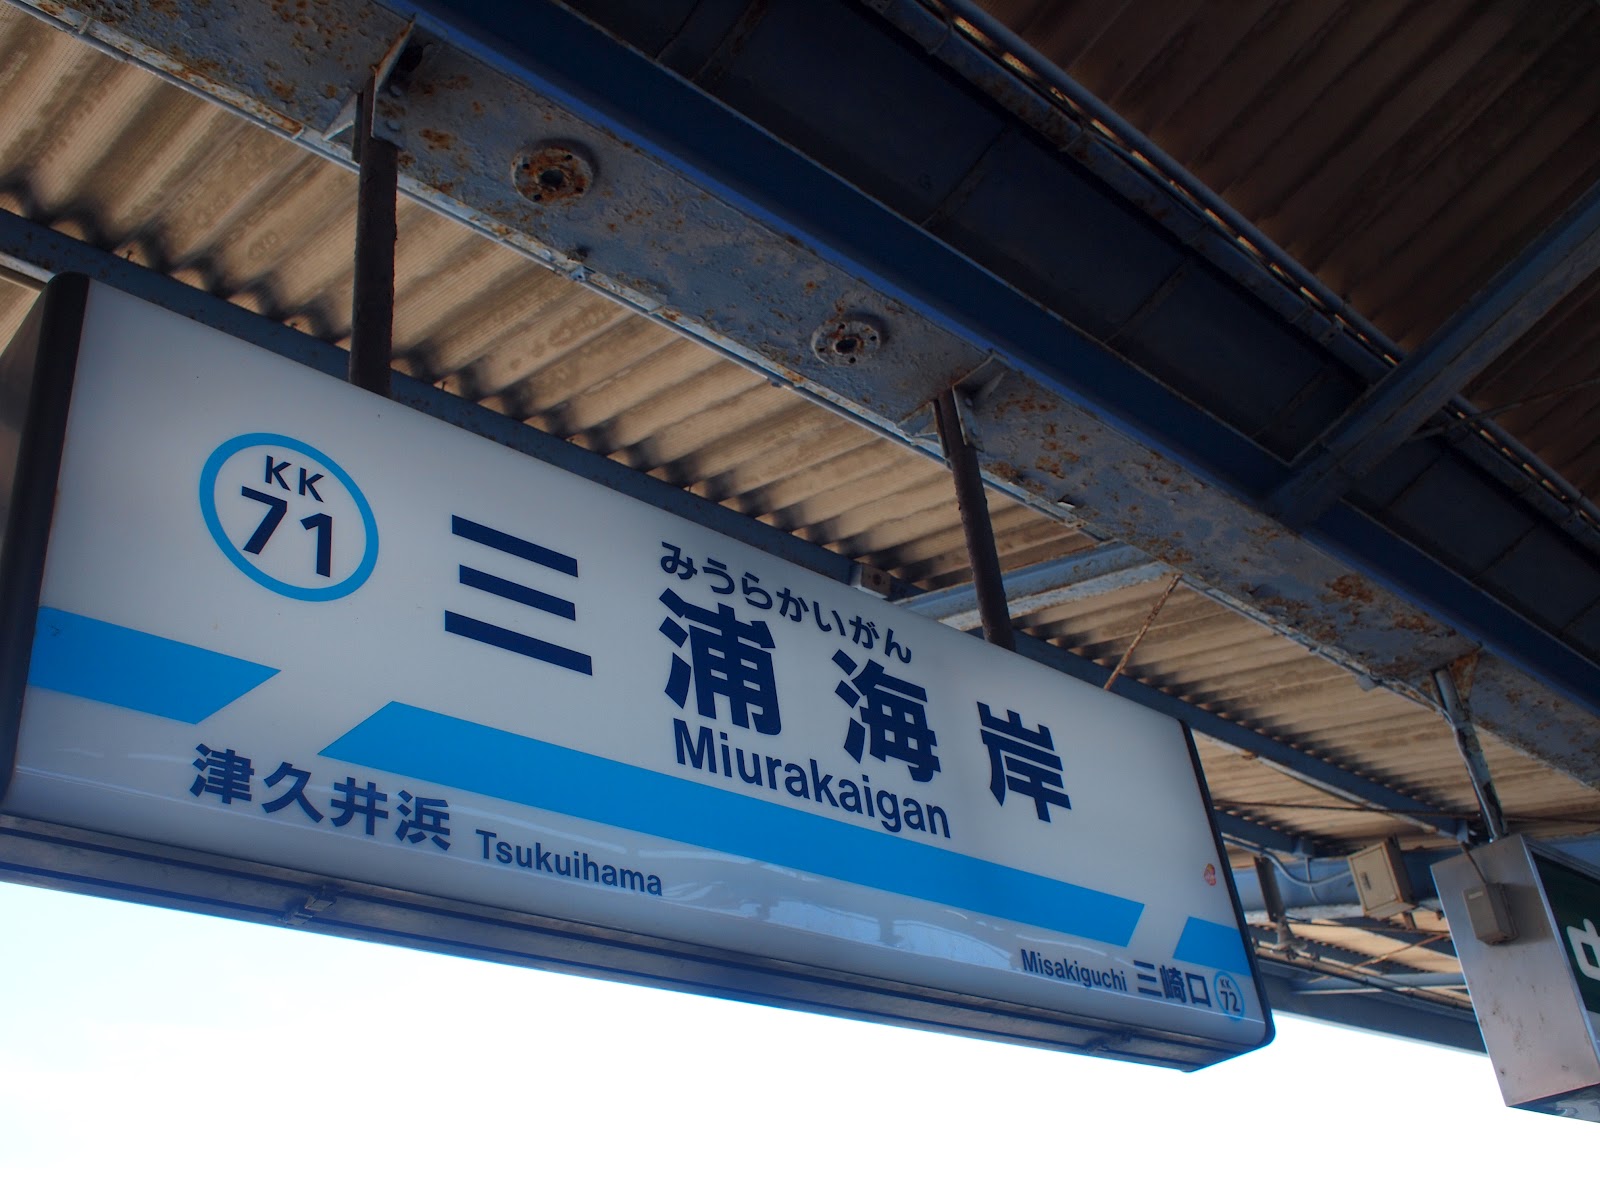 KK
71
みうらかいがん
三浦海岸
Miurakaigan
津久井浜 Tsukuihama
Misakiguchi 三崎口 KK 72